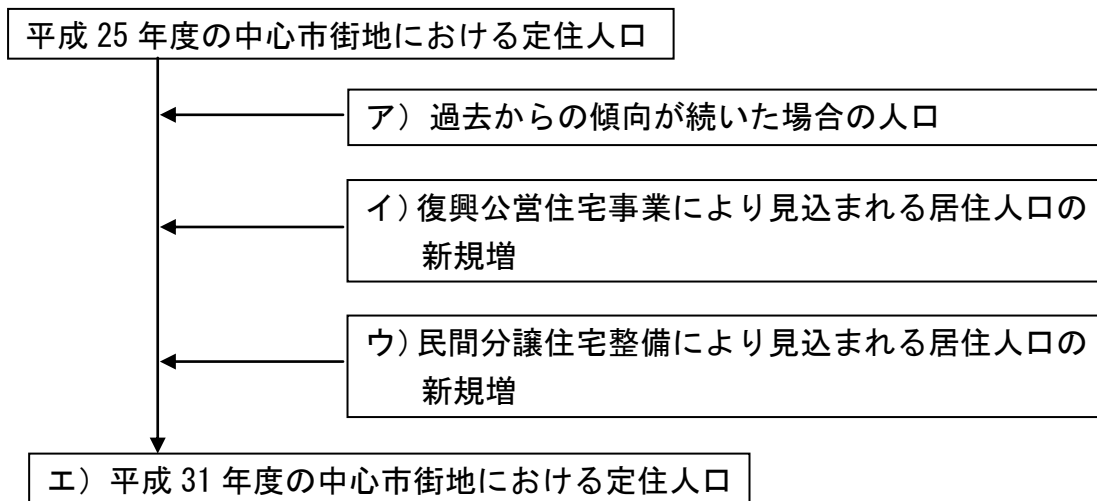 平成 25 年度の中心市街地における定住人口
ア）過去からの傾向が続いた場合の人口
イ）復興公営住宅事業により見込まれる居住人口の
新規増
ウ）民間分譲住宅整備により見込まれる居住人口の
新規増
エ）平成 31 年度の中心市街地における定住人口